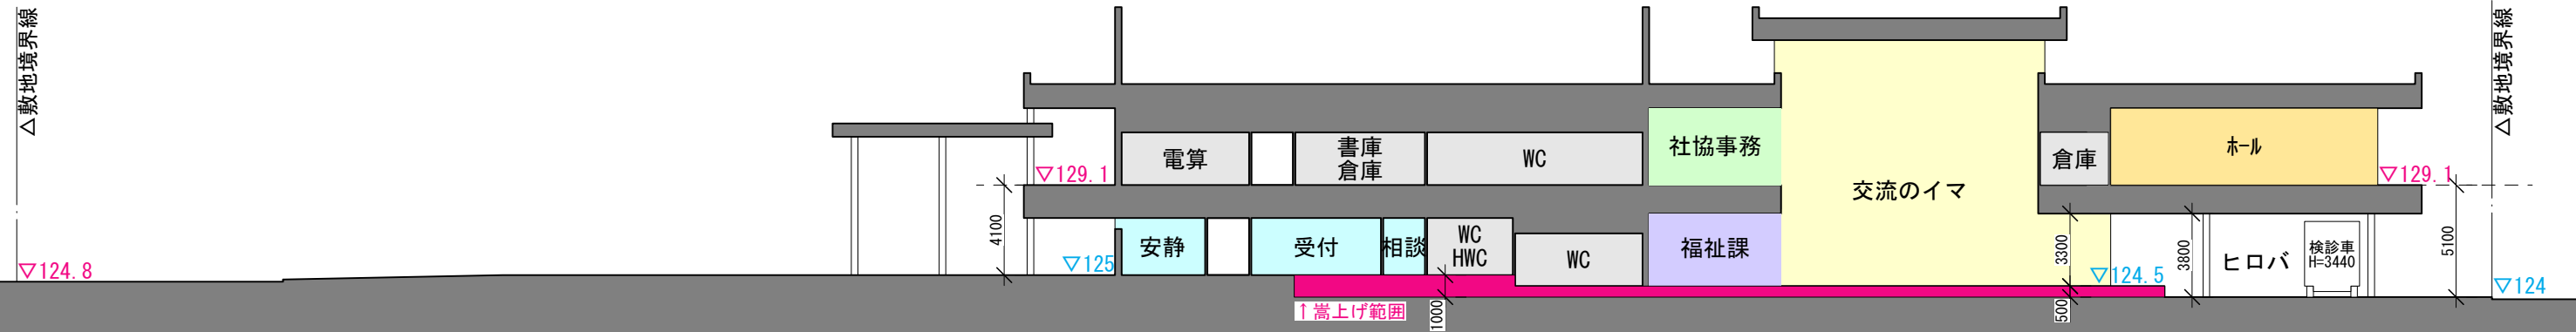 △敷地境界線
△敷地境界線
電算
書庫
倉庫
WC
社協事務
交流のイマ
倉庫
ホール
▽129.1
▽129.1
4100
安静
受付
相談
WC
HWC
WC
福祉課
3300
3800
ヒロバ
検診車
H=3440
5100
▽124.8
▽125
▽124.5
▽124
↑嵩上げ範囲
1000
500